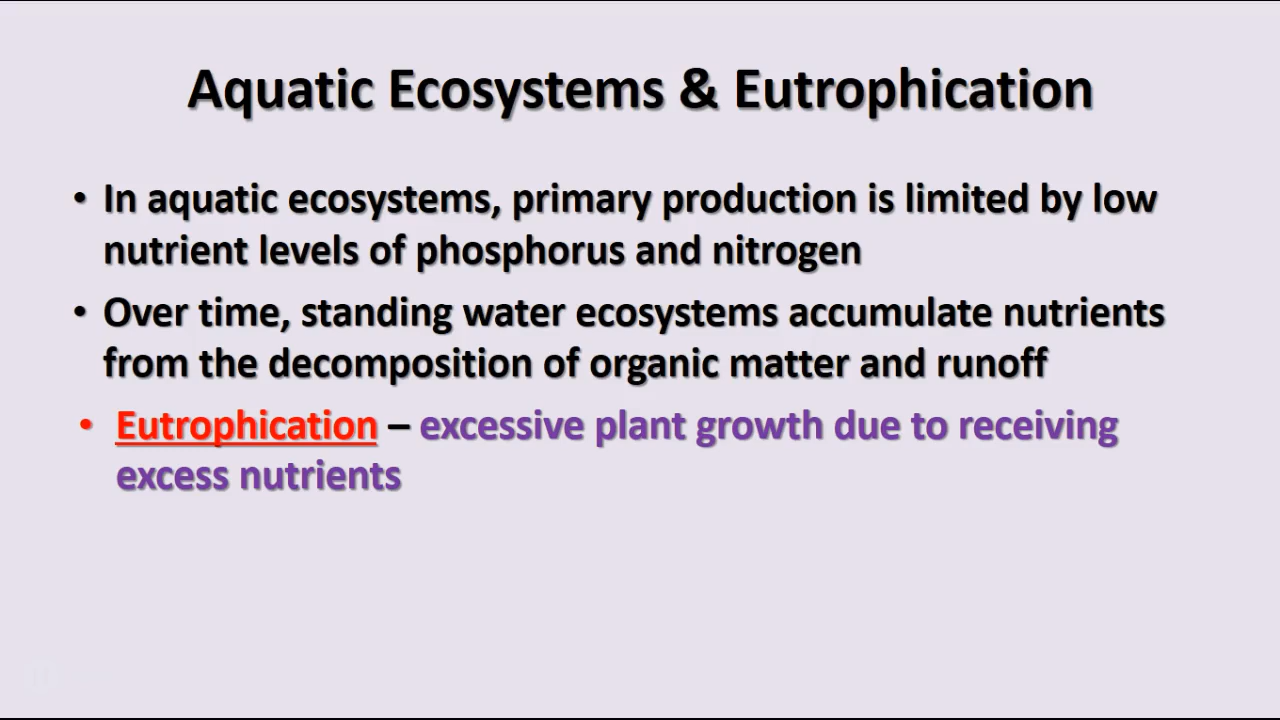 Aquatic Ecosystems & Eutrophication
• In aquatic ecosystems, primary production is limited by low
nutrient levels of phosphorus and nitrogen
• Over time, standing water ecosystems accumulate nutrients
from the decomposition of organic matter and runoff
• Eutrophication – excessive plant growth due to receiving
excess nutrients